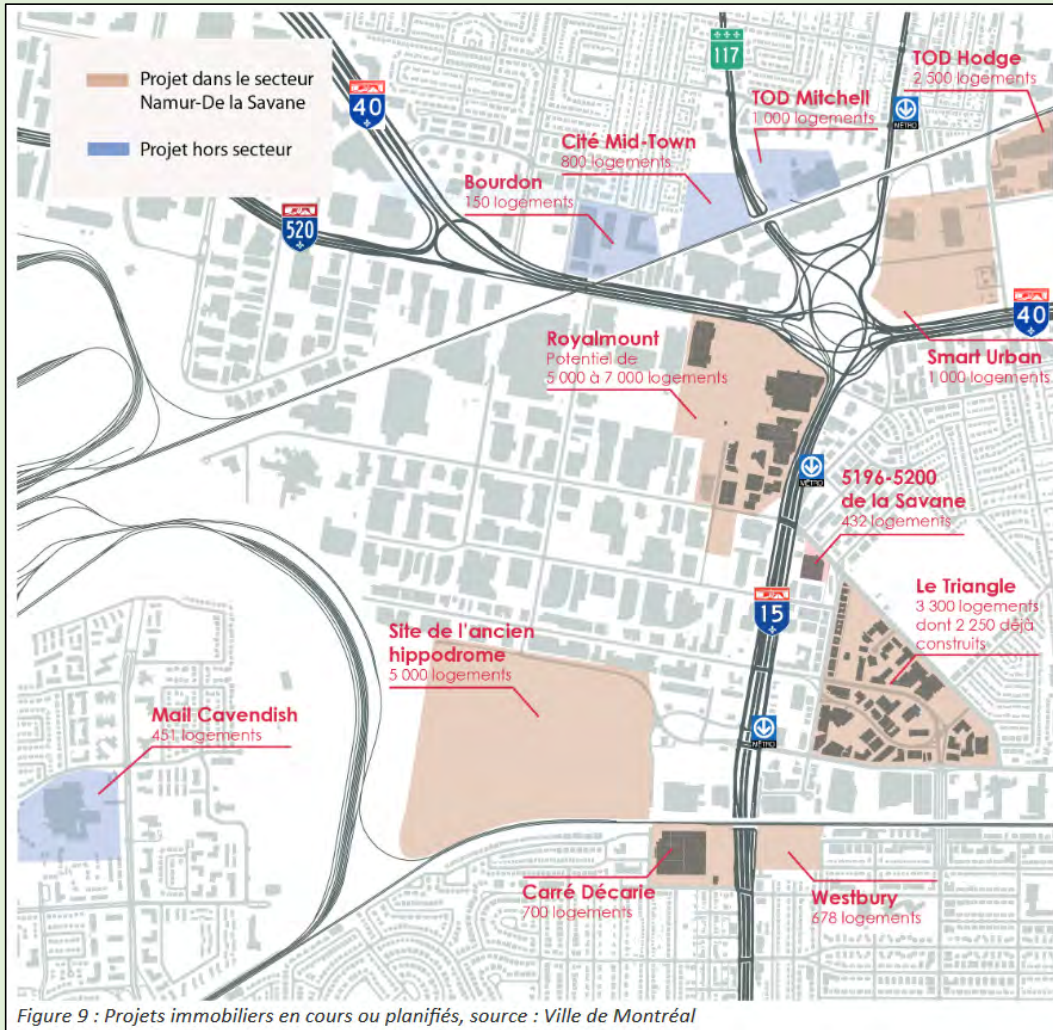 Projet dans le secteur
Namur-De la Savane
Projet hors secteur
40
520
117
TOD Hodge
2 500 logements
TOD Mitchell
1 000 logements
MÉTRO
Cité Mid-Town
800 logements
Bourdon
150 logements
40
Royalmount
Potentiel de
5 000 à 7 000 logements
Smart Urban
1 000 logements
MÉTRO
5196-5200
de la Savane
432 logements
15
Le Triangle
3 300 logements
dont 2 250 déjà
construits
Site de l'ancien
hippodrome
5 000 logements
Mail Cavendish
451 logements
MÉTRO
Carré Décarie
700 logements
Westbury
678 logements
Figure 9 : Projets immobiliers en cours ou planifiés, source : Ville de Montréal